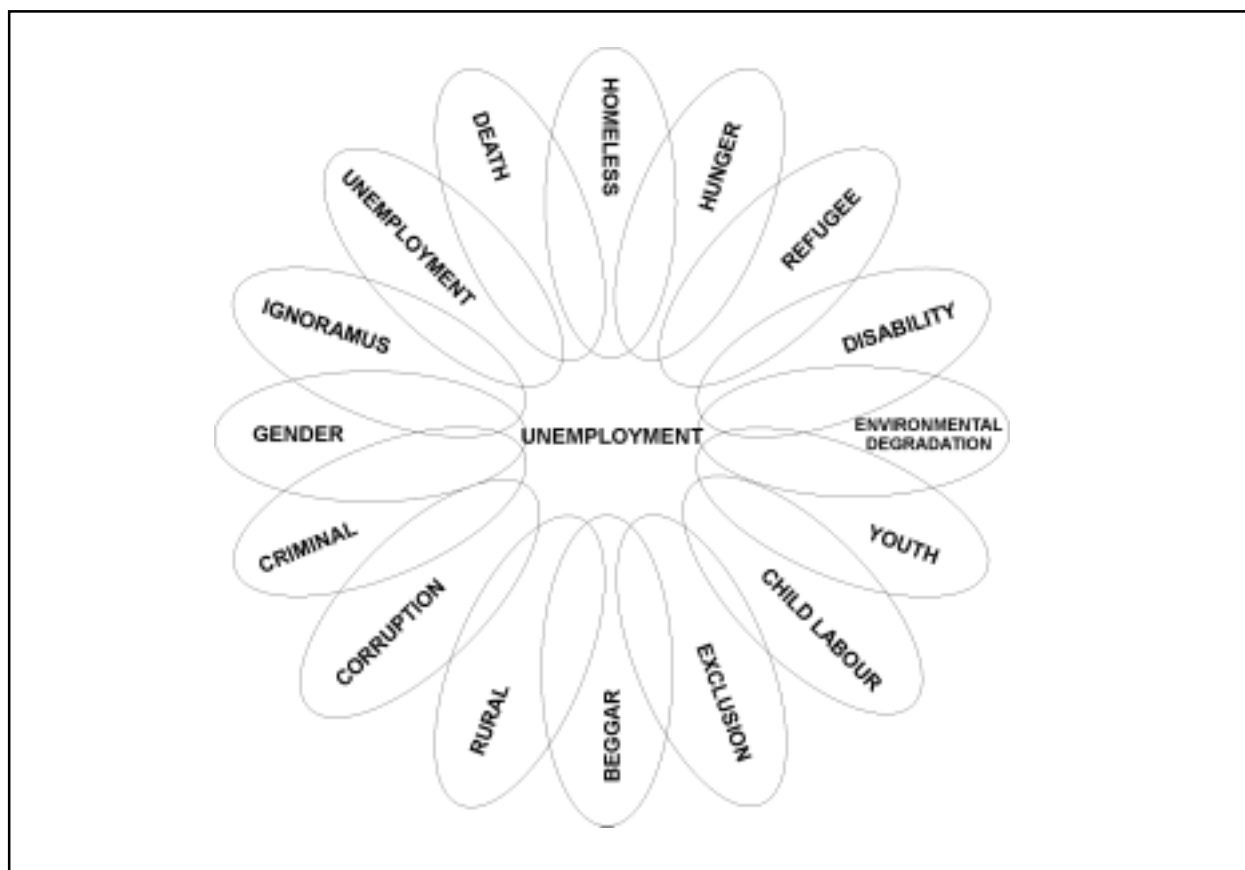 HOMELESS
HUNGER
REFUGEE
DISABILITY
ENVIRONMENTAL
DEGRADATION
YOUTH
CHILD LABOUR
EXCLUSION
BEGGAR
RURAL
CORRUPTION
CRIMINAL
GENDER
IGNORAMUS
UNEMPLOYMENT
DEATH
UNEMPLOYMENT